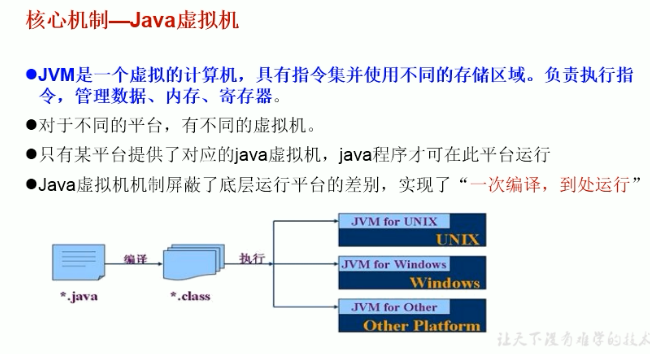 核心机制—Java虚拟机
●JVM是一个虚拟的计算机，具有指令集并使用不同的存储区域。负责执行指
令，管理数据、内存、寄存器。
●对于不同的平台，有不同的虚拟机。
●只有某平台提供了对应的java虚拟机，java程序才可在此平台运行
●Java虚拟机机制屏蔽了底层运行平台的差别，实现了“一次编译，到处运行”
JVM for UNIX
UNIX
编译
执行
JVM for Windows
Windows
*.java
*.class
JVM for Other
Other Platform
让天下没有难学的技术